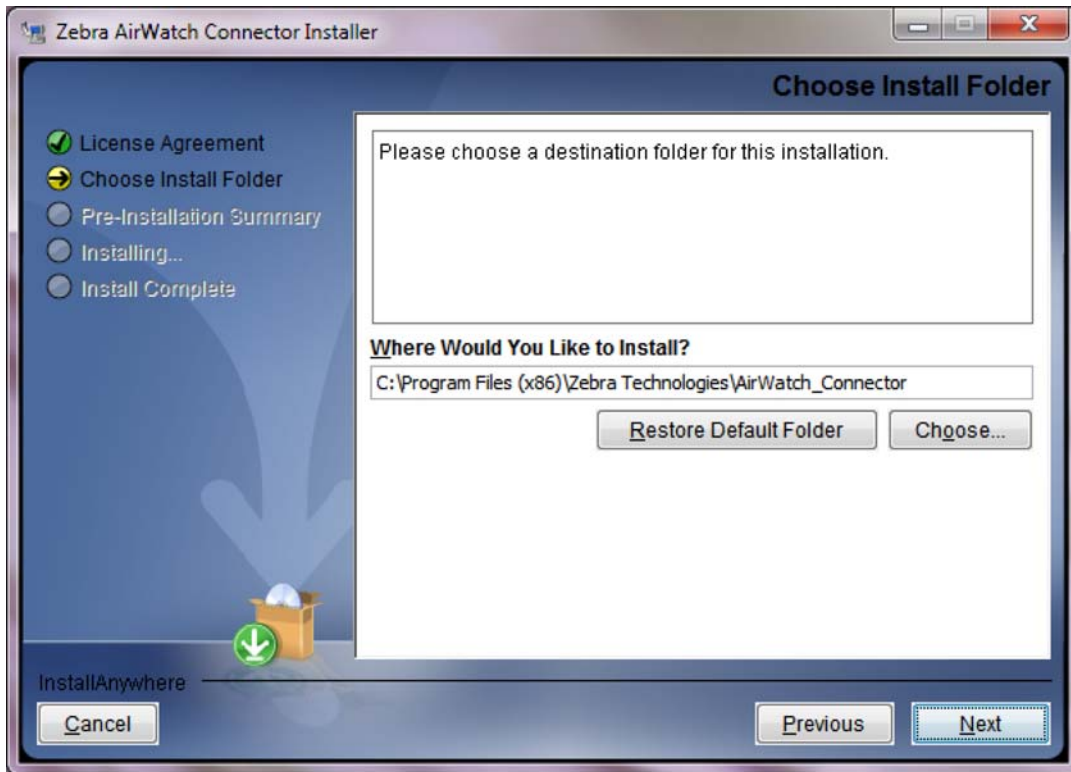 Zebra AirWatch Connector Installer
Choose Install Folder
License Agreement
Choose Install Folder
Pre-Installation Summary
Installing...
Install Complete
Please choose a destination folder for this installation.
Where Would You Like to Install?
C:\Program Files (x86)\Zebra Technologies\AirWatch_Connector
Restore Default Folder
Choose...
InstallAnywhere
Cancel
Previous
Next